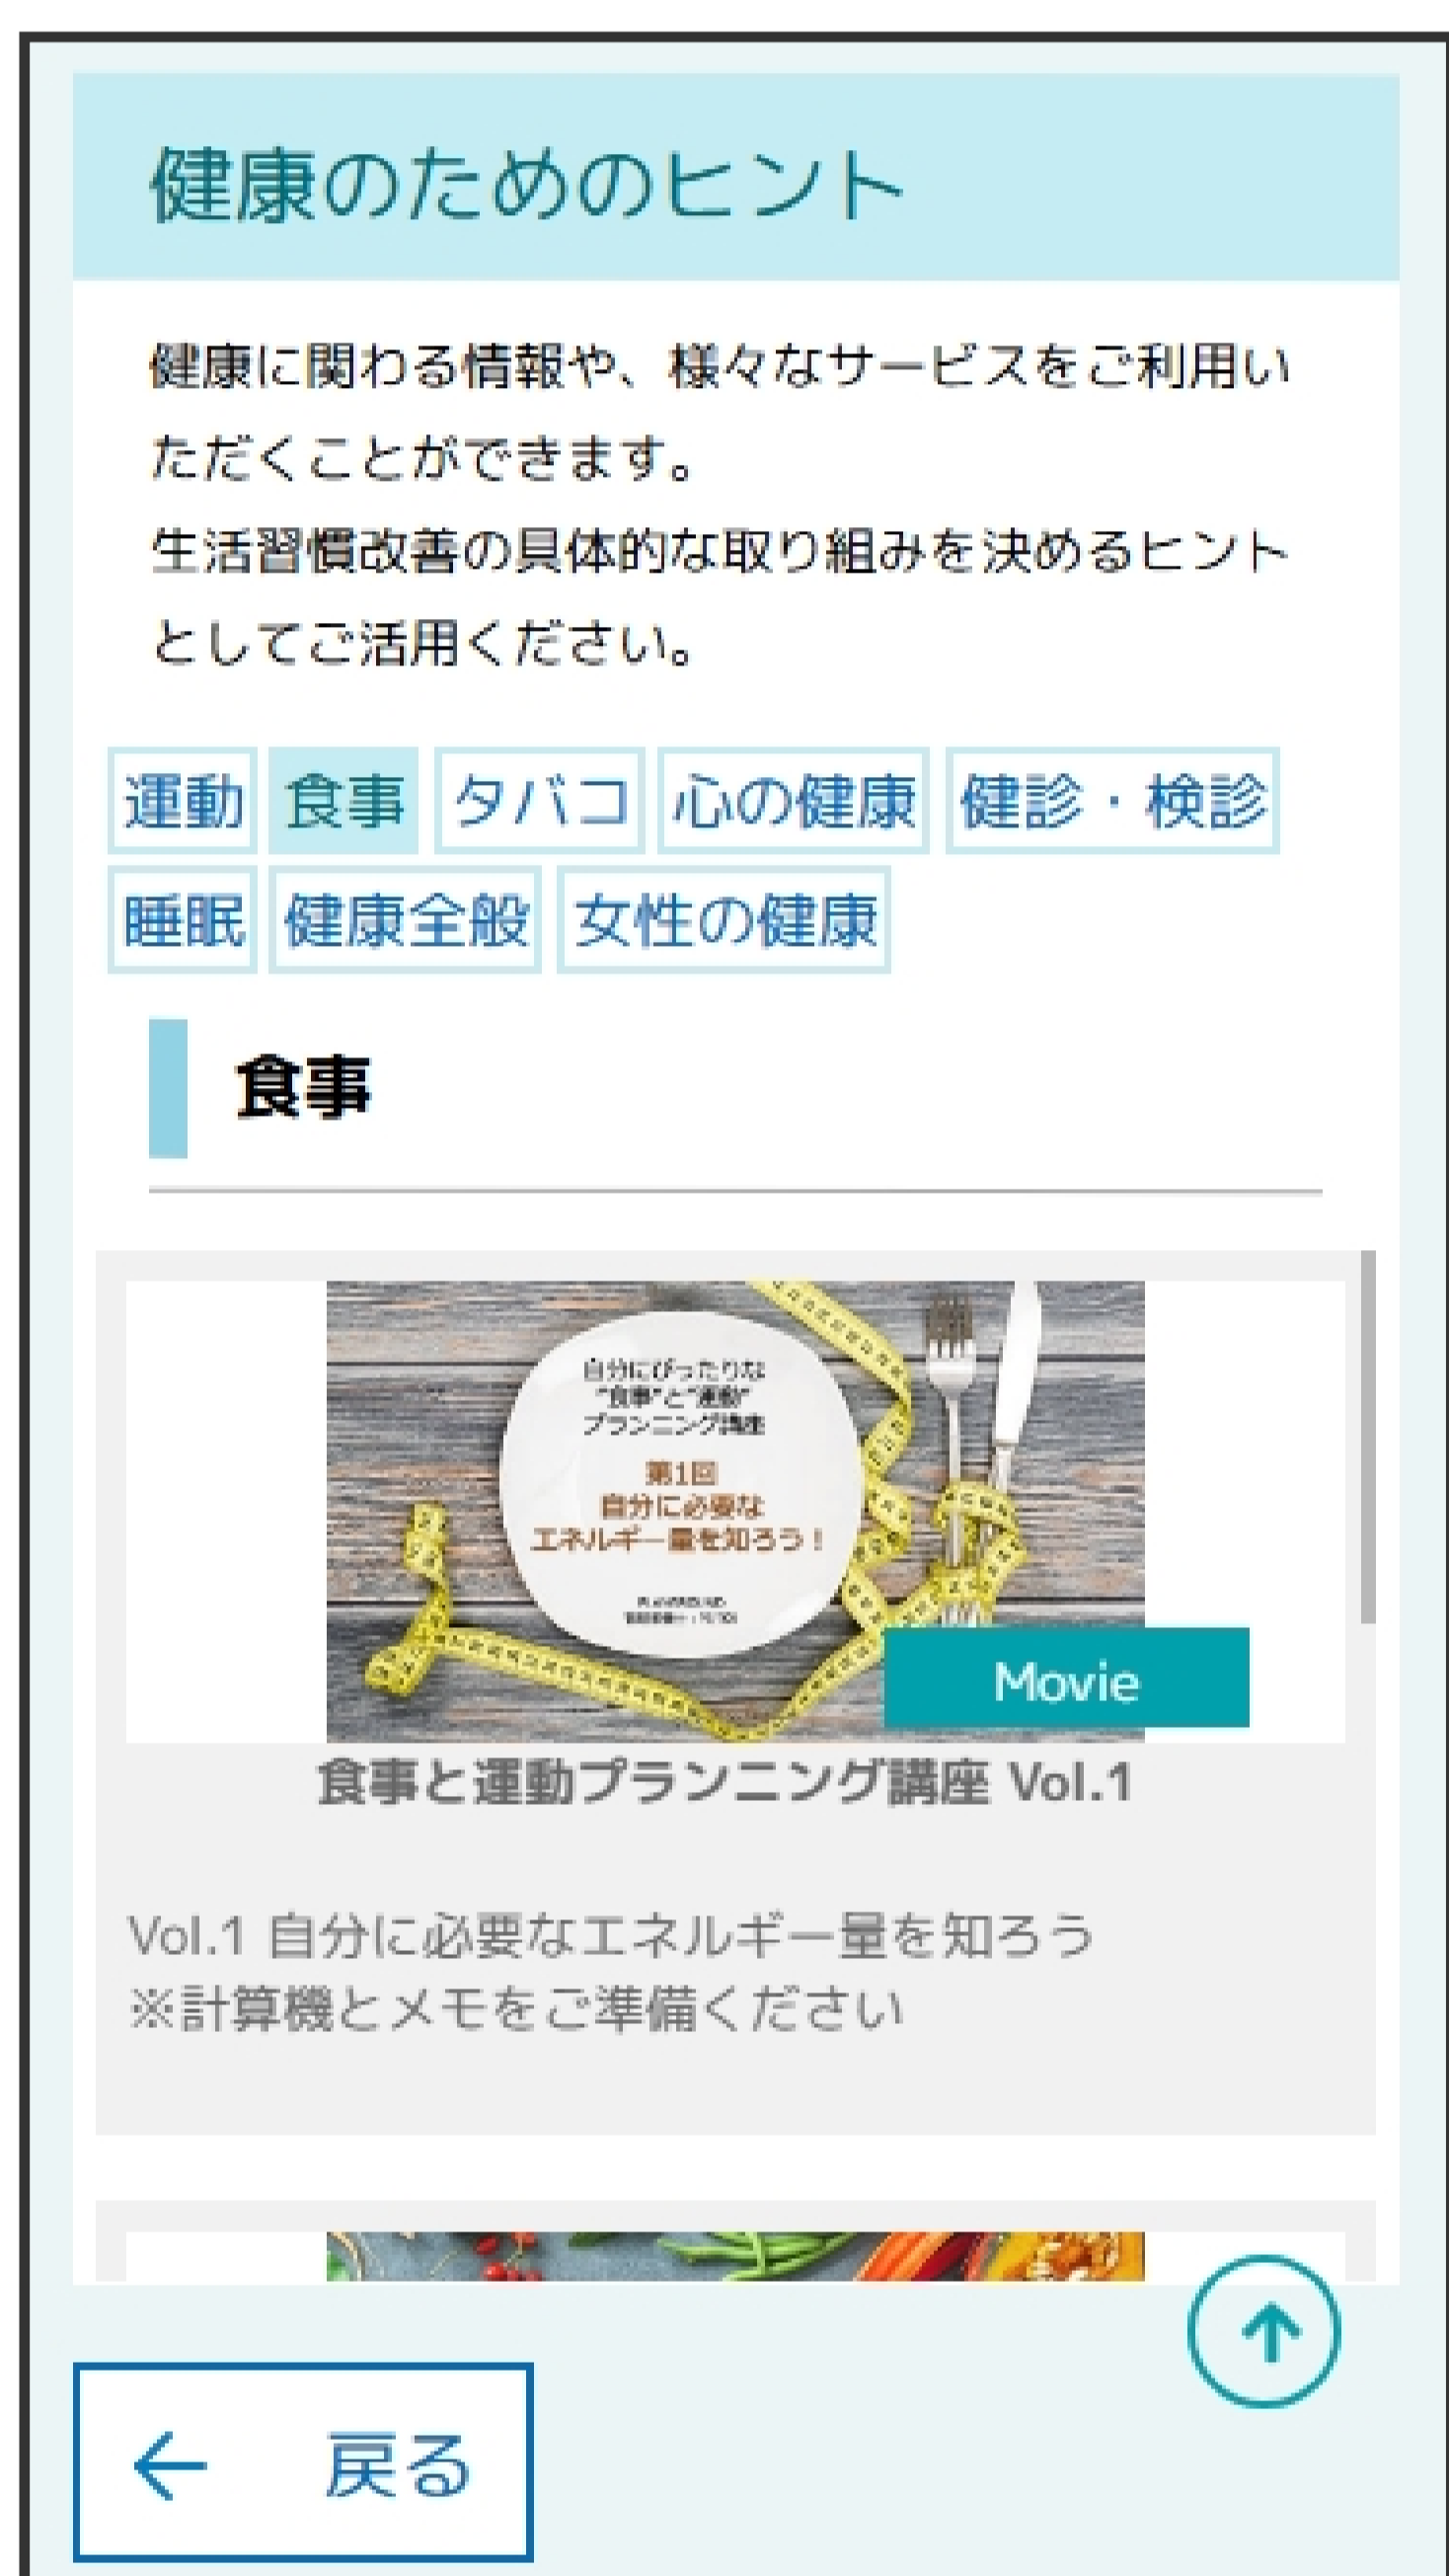 健康のためのヒント
健康に関わる情報や、様々なサービスをご利用い
ただくことができます。
生活習慣改善の具体的な取り組みを決めるヒント
としてご活用ください。
運動 食事 タバコ 心の健康 健診・検診
睡眠 健康全般 女性の健康
食事
自分にぴったりな
"食事"と"運動"
プランニング講座
第1回
自分に必要な
エネルギー量を知ろう！
Movie
食事と運動プランニング講座 Vol.1
Vol.1 自分に必要なエネルギー量を知ろう
※計算機とメモをご準備ください
戻る